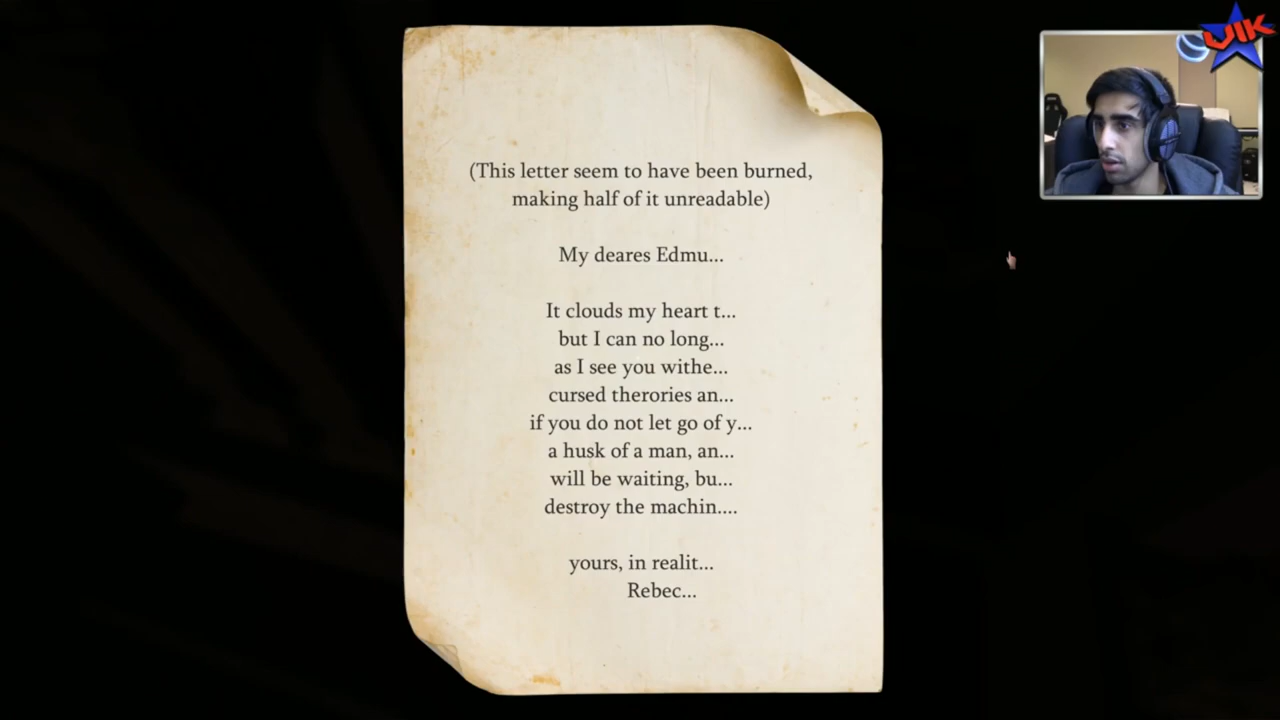 VIK
(This letter seem to have been burned,
making half of it unreadable)
My deares Edmu...
It clouds my heart t...
but I can no long...
as I see you withe...
cursed therories an...
if you do not let go of y...
a husk of a man, an...
will be waiting, bu...
destroy the machin....
yours, in realit...
Rebec...